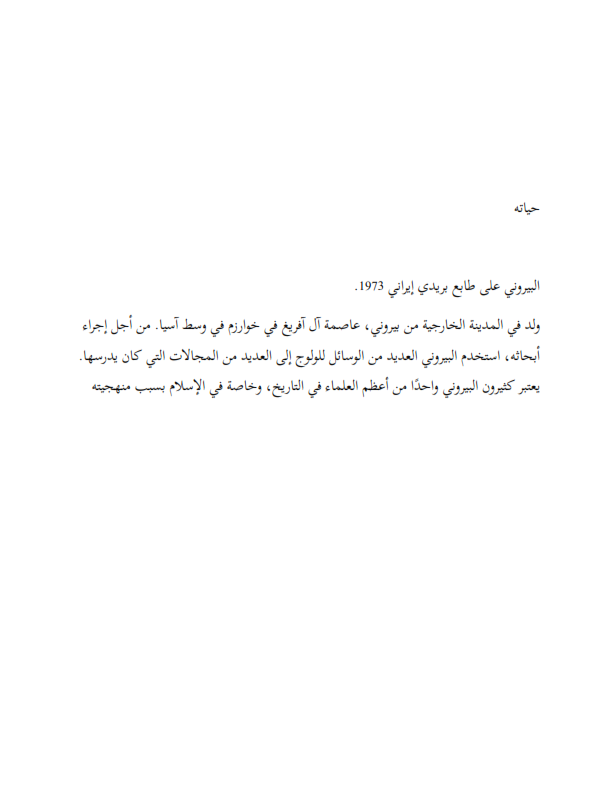 حياته
البيروني على طابع بريدي إيراني 1973.
ولد في المدينة الخارجية من بيروني، عاصمة آل آفريغ في خوارزم في وسط آسيا. من أجل إجراء
أبحاثه، استخدم البيروني العديد من الوسائل للولوج إلى العديد من المجالات التي كان يدرسها.
يعتبر كثيرون البيروني واحدًا من أعظم العلماء في التاريخ، وخاصة في الإسلام بسبب منهجيته